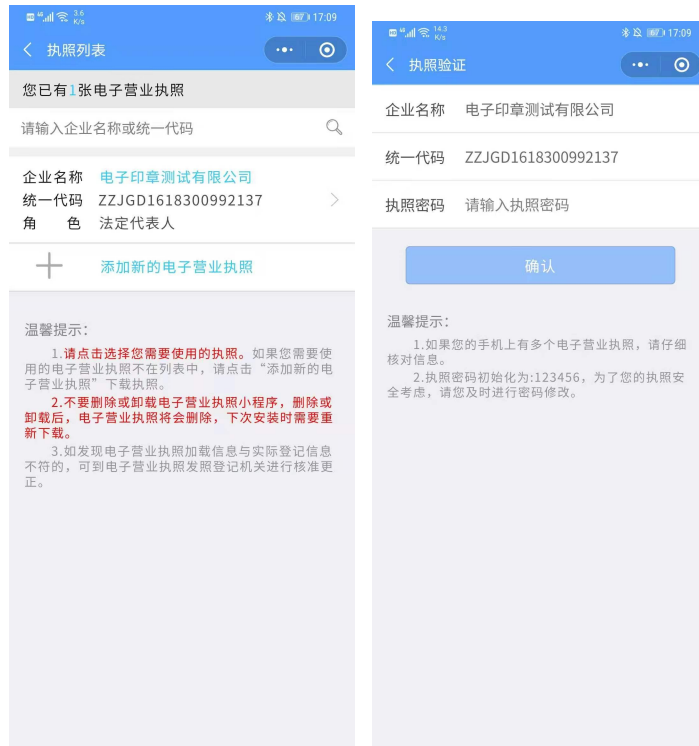 3.6
K/s
67
17:09
执照列表
您已有1张电子营业执照
请输入企业名称或统一代码
企业名称 电子印章测试有限公司
统一代码 ZZJGD1618300992137
角 色 法定代表人
添加新的电子营业执照
温馨提示:
1.请点击选择您需要使用的执照。如果您需要使
用的电子营业执照不在列表中，请点击“添加新的电
子营业执照”下载执照。
2.不要删除或卸载电子营业执照小程序，删除或
卸载后，电子营业执照将会删除，下次安装时需要重
新下载。
3.如发现电子营业执照加载信息与实际登记信息
不符的，可到电子营业执照发照登记机关进行核准更
正。
14.3
K/s
67
17:09
执照验证
企业名称 电子印章测试有限公司
统一代码 ZZJGD1618300992137
执照密码 请输入执照密码
确认
温馨提示:
1.如果您的手机上有多个电子营业执照，请仔细
核对信息。
2.执照密码初始化为:123456，为了您的执照安
全考虑，请您及时进行密码修改。